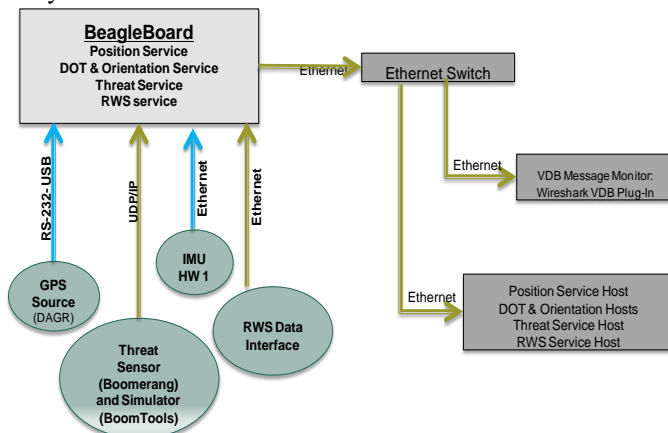 BeagleBoard
Position Service
DOT & Orientation Service
Threat Service
RWS service
Ethernet
Ethernet Switch
Ethernet
VDB Message Monitor:
Wireshark VDB Plug-In
RS-232- USB
UDP/IP
Ethernet
Ethernet
IMU
HW 1
GPS
Source
(DAGR)
RWS Data
Interface
Threat
Sensor
(Boomerang)
and Simulator
(BoomTools)
Ethernet
Position Service Host
DOT & Orientation Hosts
Threat Service Host
RWS Service Host